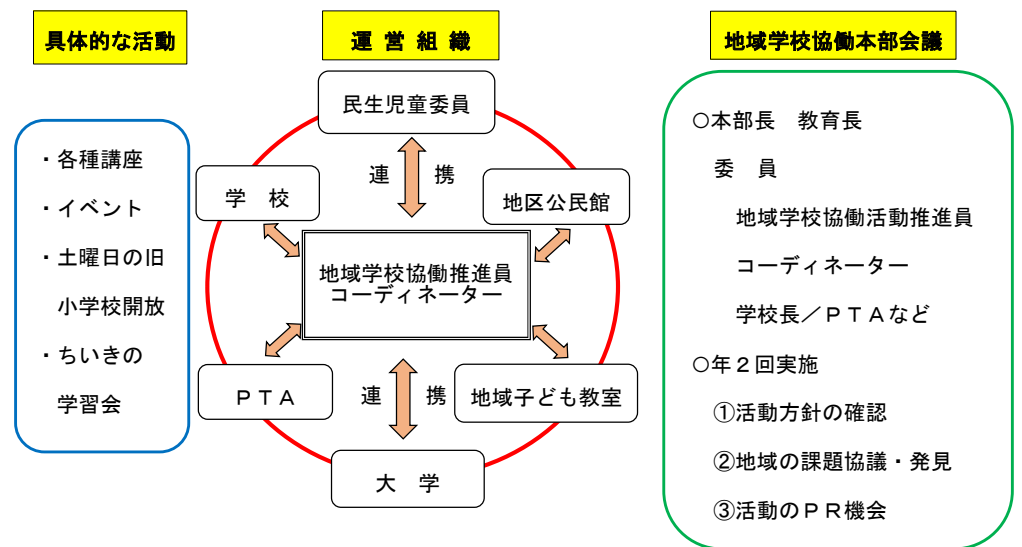 具体的な活動
・各種講座
・イベント
・土曜日の旧
小学校開放
・ちいきの
学習会
運 営 組 織
民生児童委員
連 携
学 校
地区公民館
地域学校協働推進員
コーディネーター
PTA
連 携
地域子ども教室
大 学
地域学校協働本部会議
○本部長 教育長
委 員
地域学校協働活動推進員
コーディネーター
学校長/PTAなど
○年2回実施
①活動方針の確認
②地域の課題協議・発見
③活動のPR機会